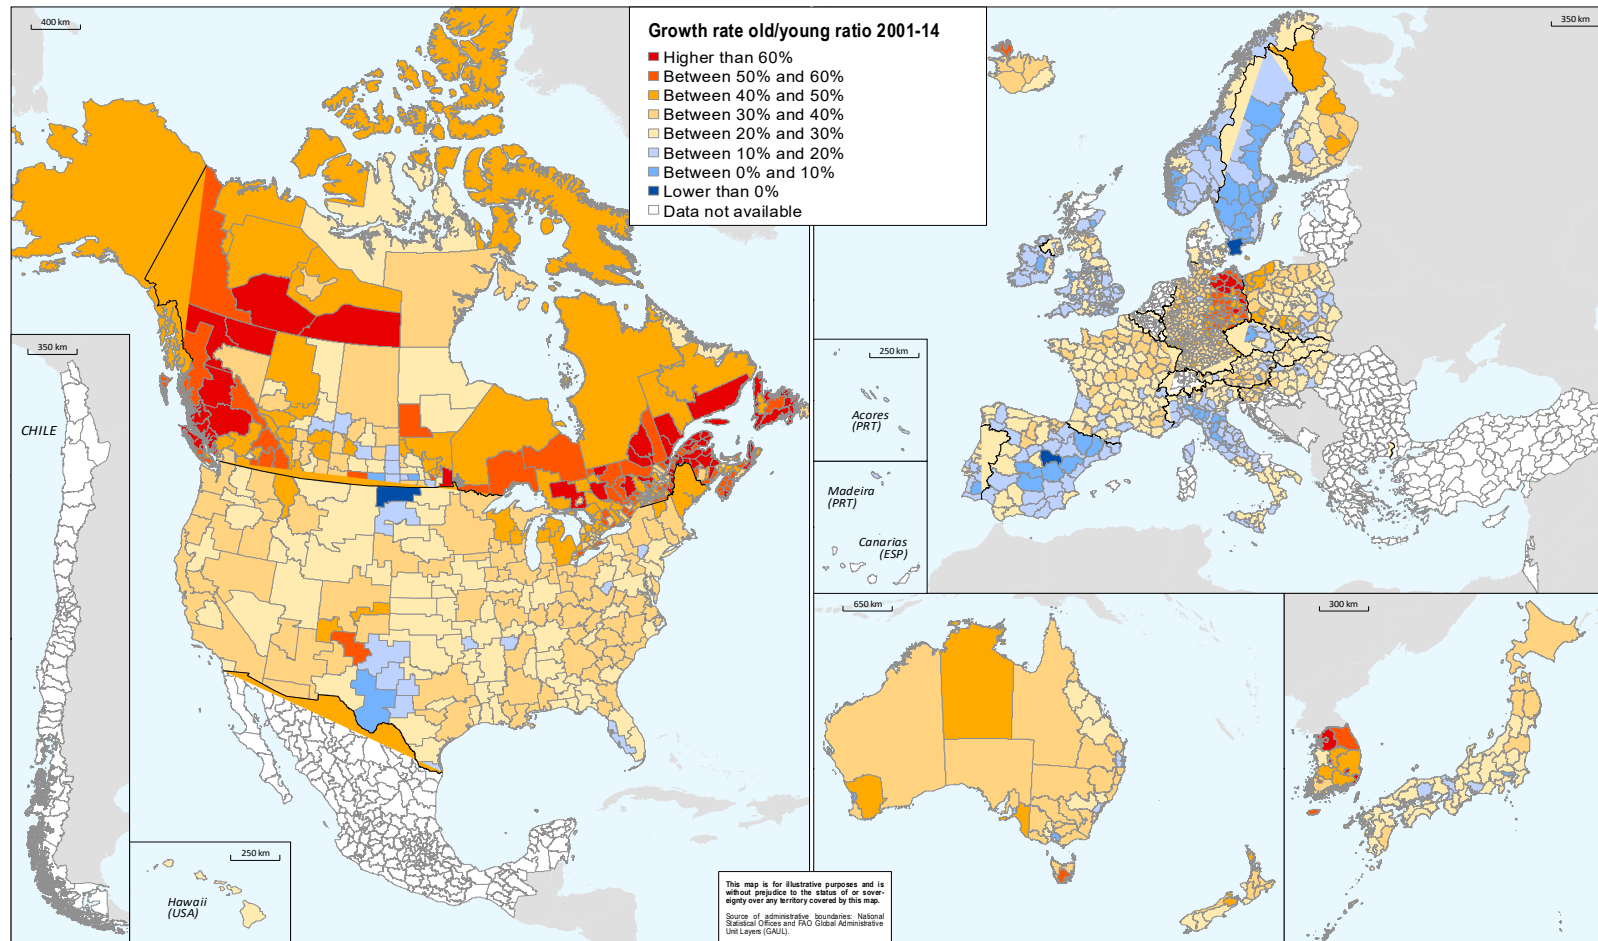 400 km
Growth rate old/young ratio 2001-14
Higher than 60%
Between 50% and 60%
Between 40% and 50%
Between 30% and 40%
Between 20% and 30%
Between 10% and 20%
Between 0% and 10%
Lower than 0%
Data not available
350 km
350 km
CHILE
250 km
Acores
(PRT)
Madeira
(PRT)
Canarias
(ESP)
650 km
300 km
250 km
Hawaii
(USA)
This map is for illustrative purposes and is
without prejudice to the status of or sover-
eignty over any territory covered by this map.
Source of administrative boundaries: National
Statistical Offices and FAO Global Administrative
Unit Layers (GAUL).